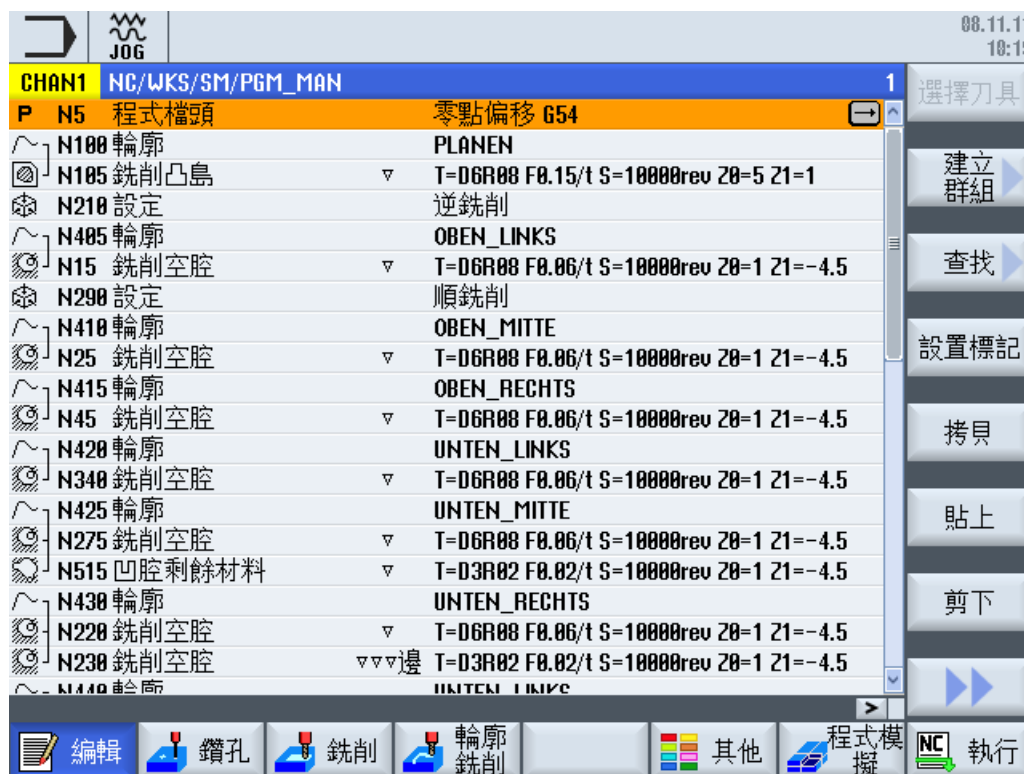 JOG
08.11.1
10:1
CHAN1 NC/WKS/SM/PGM_MAN 1
P N5 程式檔頭 零點偏移 G54
N100 輪廓 PLANEN
N105 銑削凸島 ▽ T=D6R08 F0.15/t S=10000rev Z0=5 Z1=1
N210 設定 逆銑削
N405 輪廓 OBEN_LINKS
N15 銑削空腔 ▽ T=D6R08 F0.06/t S=10000rev Z0=1 Z1=-4.5
N290 設定 順銑削
N410 輪廓 OBEN_MITTE
N25 銑削空腔 ▽ T=D6R08 F0.06/t S=10000rev Z0=1 Z1=-4.5
N415 輪廓 OBEN_RECHTS
N45 銑削空腔 ▽ T=D6R08 F0.06/t S=10000rev Z0=1 Z1=-4.5
N420 輪廓 UNTEN_LINKS
N340 銑削空腔 ▽ T=D6R08 F0.06/t S=10000rev Z0=1 Z1=-4.5
N425 輪廓 UNTEN_MITTE
N275 銑削空腔 ▽ T=D6R08 F0.06/t S=10000rev Z0=1 Z1=-4.5
N515 凹腔剩餘材料 ▽ T=D3R02 F0.02/t S=10000rev Z0=1 Z1=-4.5
N430 輪廓 UNTEN_RECHTS
N220 銑削空腔 ▽ T=D6R08 F0.06/t S=10000rev Z0=1 Z1=-4.5
N230 銑削空腔 ▽▽▽邊 T=D3R02 F0.02/t S=10000rev Z0=1 Z1=-4.5
N440 輪廓 UNTEN_LINKS
選擇刀具
建立
群組
查找
設置標記
拷貝
貼上
剪下
編輯
鑽孔
銑削
輪廓
銑削
其他
程式模
擬
NC 執行